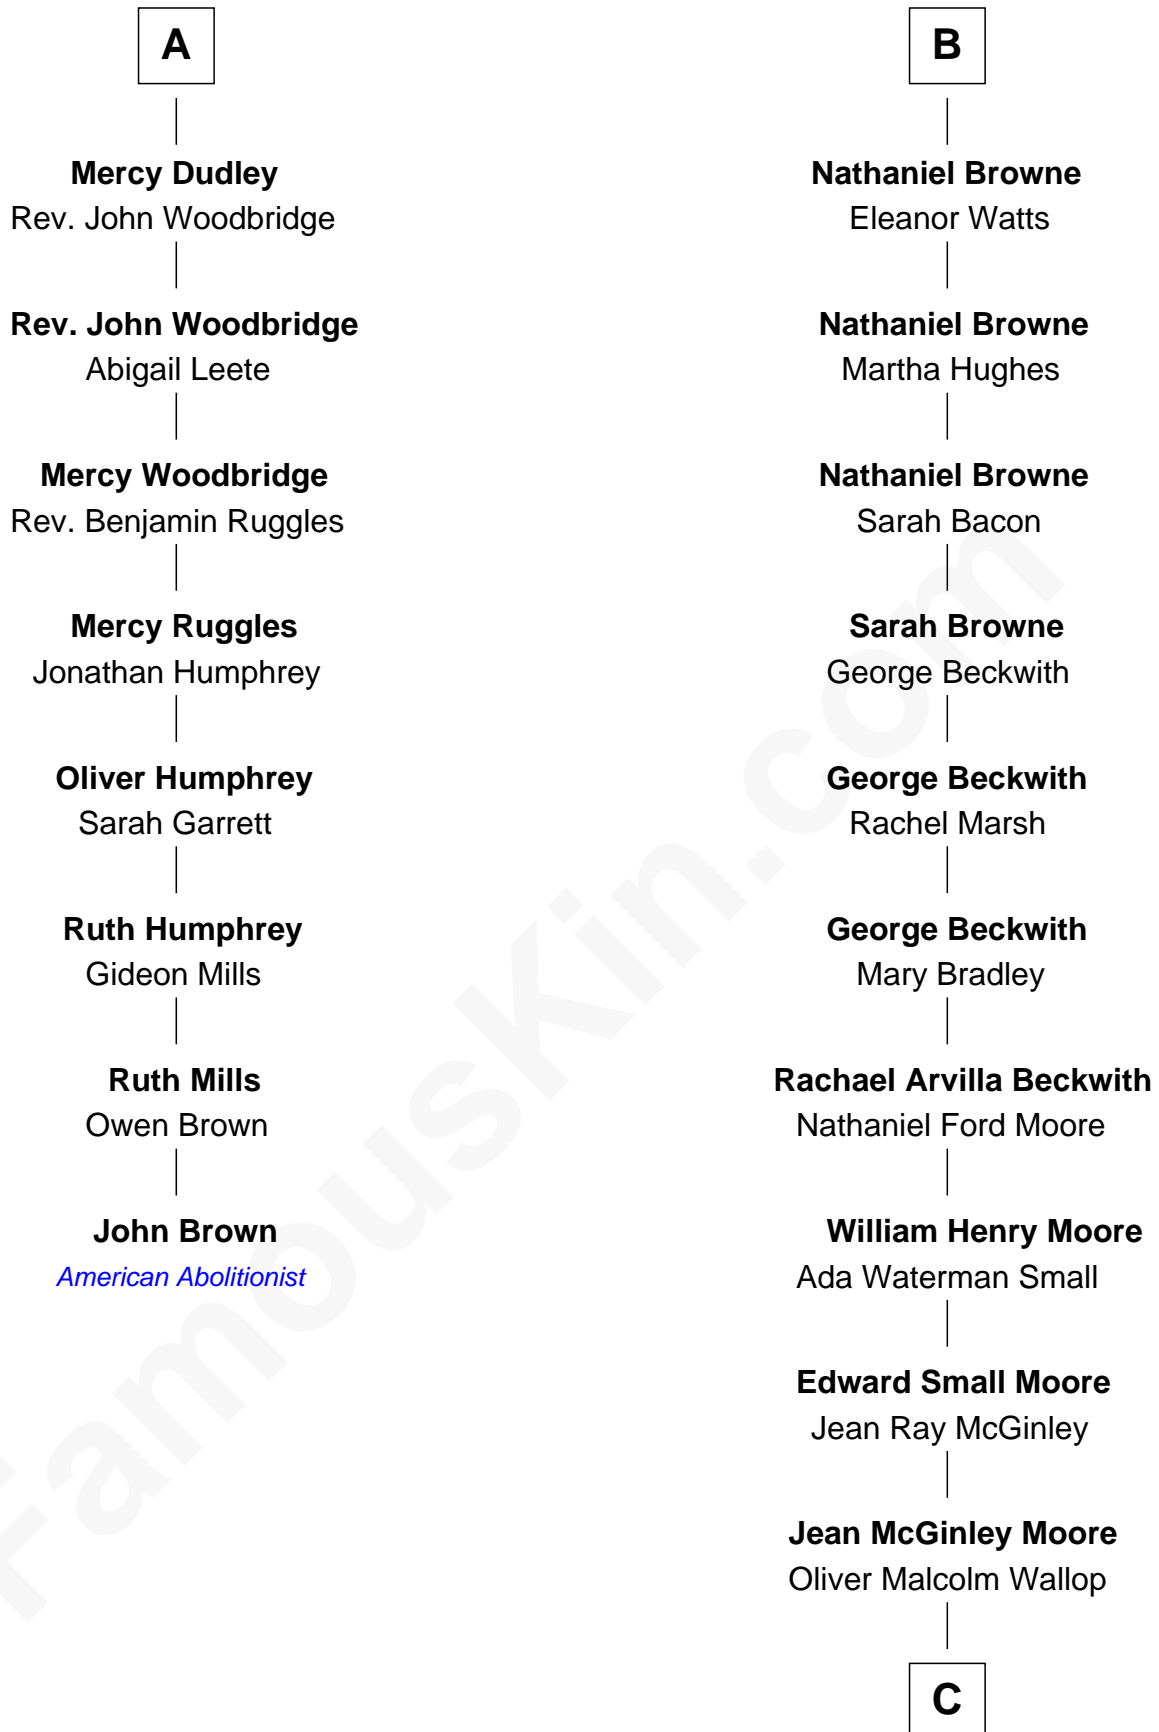 A
Mercy Dudley
Rev. John Woodbridge
Rev. John Woodbridge
Abigail Leete
Mercy Woodbridge
Rev. Benjamin Ruggles
Mercy Ruggles
Jonathan Humphrey
Oliver Humphrey
Sarah Garrett
Ruth Humphrey
Gideon Mills
Ruth Mills
Owen Brown
John Brown
American Abolitionist
B
Nathaniel Browne
Eleanor Watts
Nathaniel Browne
Martha Hughes
Nathaniel Browne
Sarah Bacon
Sarah Browne
George Beckwith
George Beckwith
Rachel Marsh
George Beckwith
Mary Bradley
Rachael Arvilla Beckwith
Nathaniel Ford Moore
William Henry Moore
Ada Waterman Small
Edward Small Moore
Jean Ray McGinley
Jean McGinley Moore
Oliver Malcolm Wallop
C
FamousKin.com